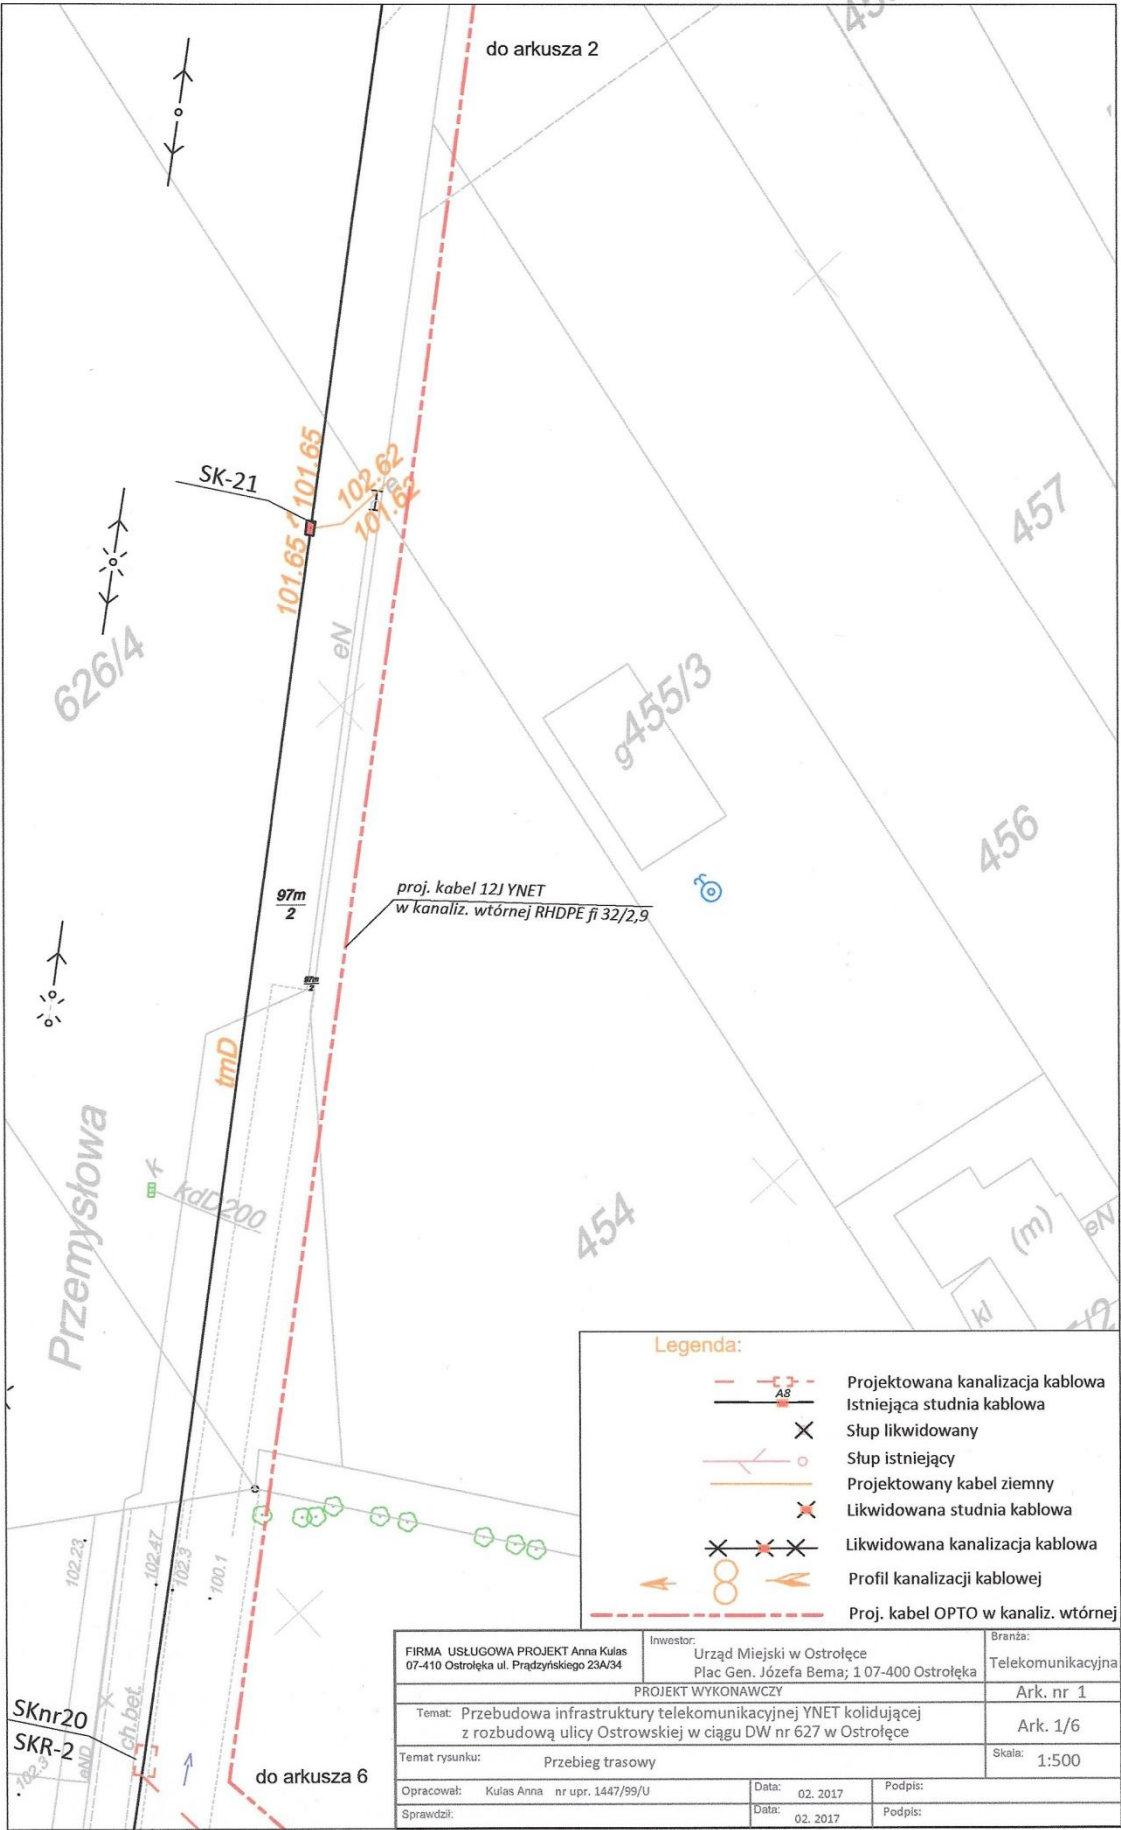 do arkusza 2
SK-21
101.65
101.65
102.62
101.62
e
457
eN
626/4
g455/3
456
97m
2
proj. kabel 12J YNET
w kanaliz. wtórnej RHDPE fi 32/2,9
97m
2
tmD
Przemysłowa
kdD200
454
(m)
eN
kl
Legenda:
Projektowana kanalizacja kablowa
A8
Istniejąca studnia kablowa
Słup likwidowany
Słup istniejący
Projektowany kabel ziemny
Likwidowana studnia kablowa
Likwidowana kanalizacja kablowa
Profil kanalizacji kablowej
Proj. kabel OPTO w kanaliz. wtórnej
102.23
102.47
102.3
100.1
SKnr20
SKR-2
ch.bet.
eND
102.3
do arkusza 6
FIRMA USŁUGOWA PROJEKT Anna Kulas
07-410 Ostrołęka ul. Prądzyńskiego 23A/34
Inwestor:
Urząd Miejski w Ostrołęce
Plac Gen. Józefa Bema; 1 07-400 Ostrołęka
Branża:
Telekomunikacyjna
PROJEKT WYKONAWCZY
Ark. nr 1
Temat: Przebudowa infrastruktury telekomunikacyjnej YNET kolidującej
z rozbudową ulicy Ostrowskiej w ciągu DW nr 627 w Ostrołęce
Ark. 1/6
Temat rysunku: Przebieg trasowy
Skala: 1:500
Opracował: Kulas Anna nr upr. 1447/99/U
Data: 02. 2017
Podpis:
Sprawdził:
Data: 02. 2017
Podpis: